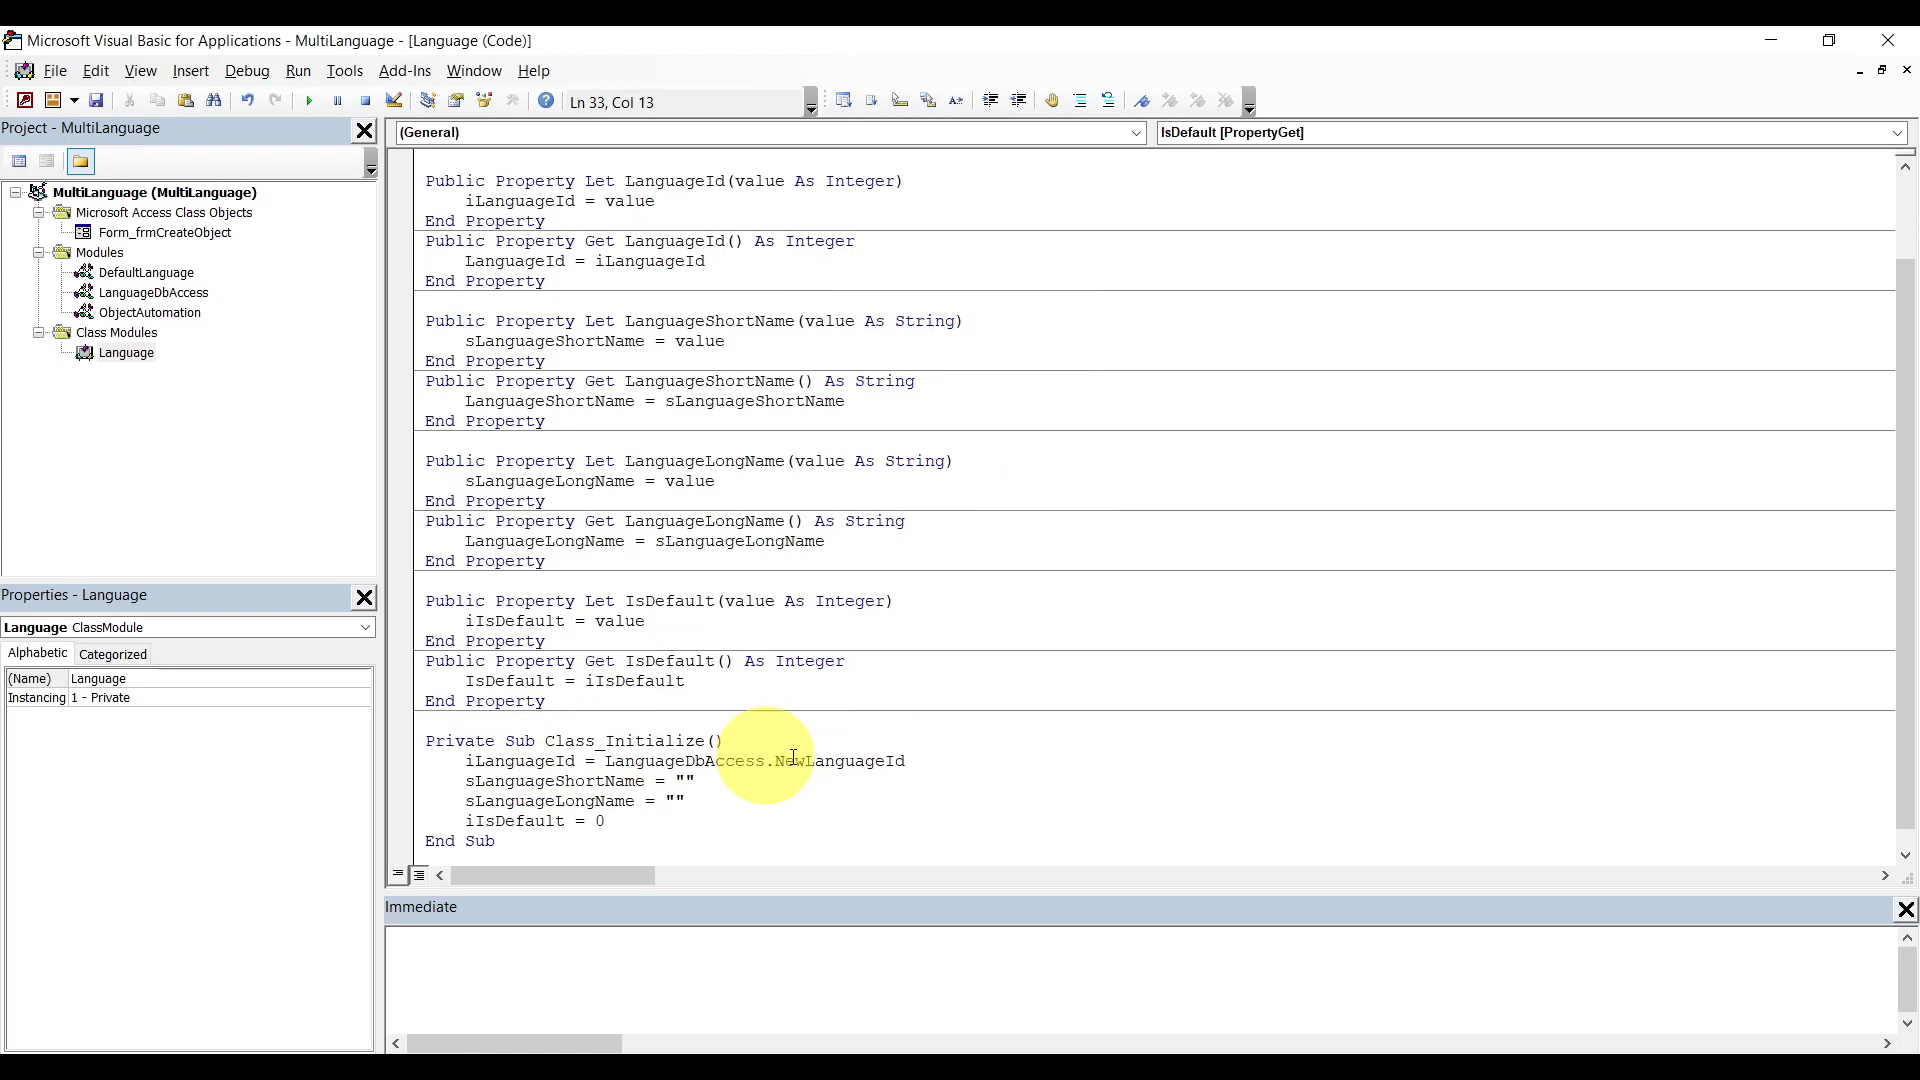 Microsoft Visual Basic for Applications - MultiLanguage - [Language (Code)]
File Edit View Insert Debug Run Tools Add-Ins Window Help
Ln 33, Col 13
Project - MultiLanguage
MultiLanguage (MultiLanguage)
Microsoft Access Class Objects
Form_frmCreateObject
Modules
DefaultLanguage
LanguageDbAccess
ObjectAutomation
Class Modules
Language
Properties - Language
Language ClassModule
Alphabetic Categorized
(Name) Language
Instancing 1 - Private
(General) IsDefault [PropertyGet]
Public Property Let LanguageId(value As Integer)
    iLanguageId = value
End Property
Public Property Get LanguageId() As Integer
    LanguageId = iLanguageId
End Property
Public Property Let LanguageShortName(value As String)
    sLanguageShortName = value
End Property
Public Property Get LanguageShortName() As String
    LanguageShortName = sLanguageShortName
End Property
Public Property Let LanguageLongName(value As String)
    sLanguageLongName = value
End Property
Public Property Get LanguageLongName() As String
    LanguageLongName = sLanguageLongName
End Property
Public Property Let IsDefault(value As Integer)
    iIsDefault = value
End Property
Public Property Get IsDefault() As Integer
    IsDefault = iIsDefault
End Property
Private Sub Class_Initialize()
    iLanguageId = LanguageDbAccess.NewLanguageId
    sLanguageShortName = ""
    sLanguageLongName = ""
    iIsDefault = 0
End Sub
Immediate